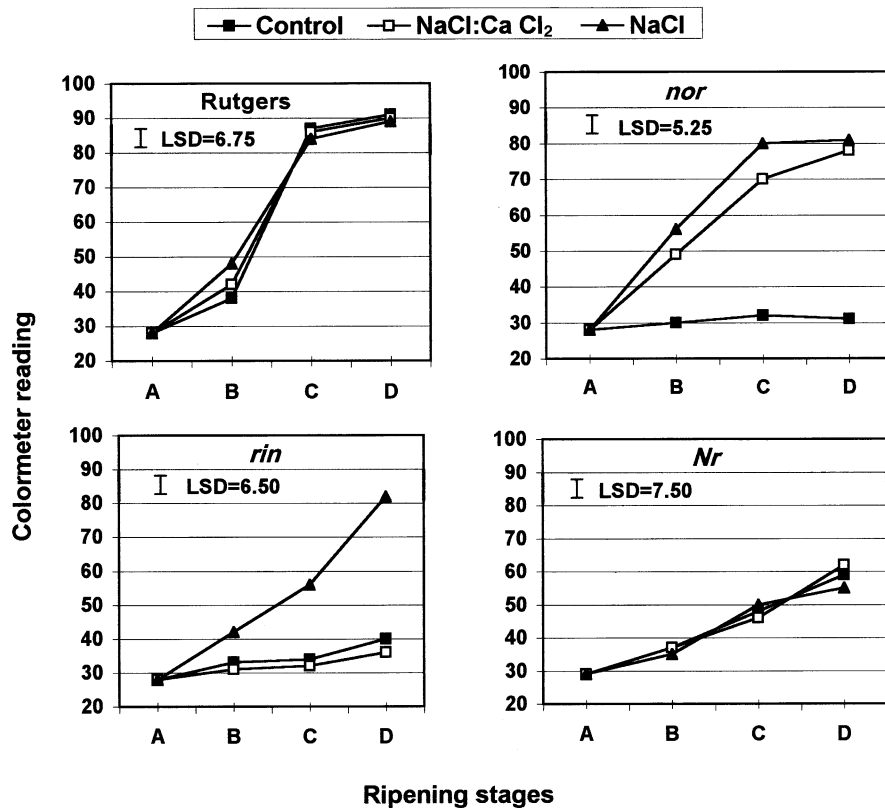 Control NaCl:Ca Cl₂ NaCl
Colormeter reading
Rutgers
LSD=6.75
100
90
80
70
60
50
40
30
20
A B C D
nor
LSD=5.25
100
90
80
70
60
50
40
30
20
A B C D
rin
LSD=6.50
100
90
80
70
60
50
40
30
20
A B C D
Nr
LSD=7.50
100
90
80
70
60
50
40
30
20
A B C D
Ripening stages